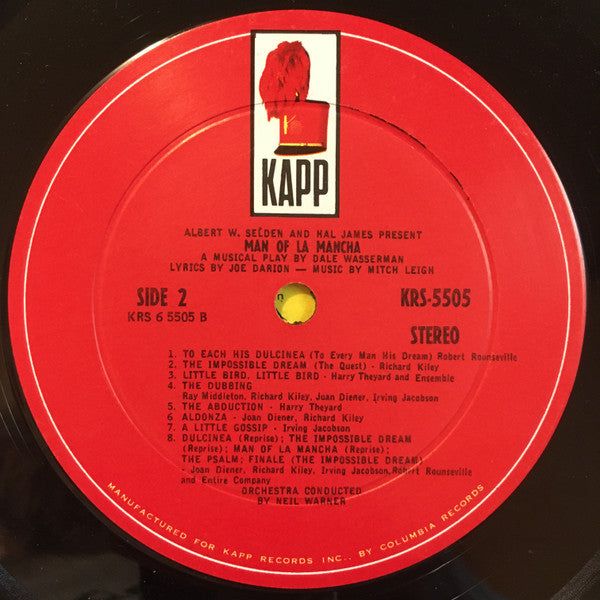 KAPP
ALBERT W. SELDEN AND HAL JAMES PRESENT
MAN OF LA MANCHA
A MUSICAL PLAY BY DALE WASSERMAN
LYRICS BY JOE DARION — MUSIC BY MITCH LEIGH
SIDE 2
KRS 6 5505 B
KRS-5505
STEREO
1. TO EACH HIS DULCINEA (To Every Man His Dream) Robert Rounseville
2. THE IMPOSSIBLE DREAM (The Quest) - Richard Kiley
3. LITTLE BIRD, LITTLE BIRD - Harry Theyard and Ensemble
4. THE DUBBING
Ray Middleton, Richard Kiley, Joan Diener, Irving Jacobson
5. THE ABDUCTION - Harry Theyard
6. ALDONZA - Joan Diener, Richard Kiley
7. A LITTLE GOSSIP - Irving Jacobson
8. DULCINEA (Reprise); THE IMPOSSIBLE DREAM
(Reprise); MAN OF LA MANCHA (Reprise);
THE PSALM; FINALE (THE IMPOSSIBLE DREAM)
- Joan Diener, Richard Kiley, Irving Jacobson, Robert Rounseville
and Entire Company
ORCHESTRA CONDUCTED
BY NEIL WARNER
MANUFACTURED FOR KAPP RECORDS INC., BY COLUMBIA RECORDS